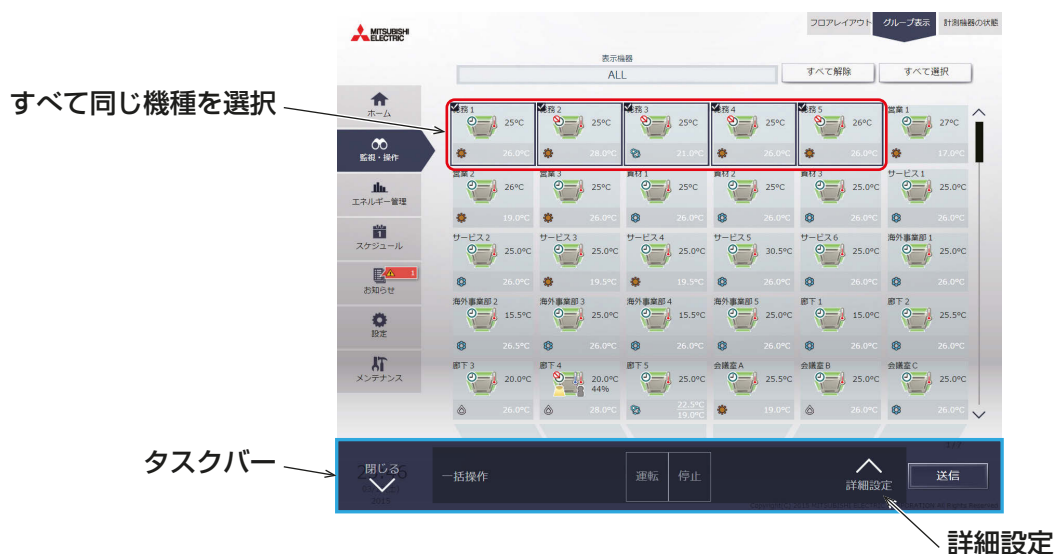 MITSUBISHI
ELECTRIC
フロアレイアウト
グループ表示
計測機器の状態
表示機器
ALL
すべて解除
すべて選択
すべて同じ機種を選択
ホーム
監視・操作
エネルギー管理
スケジュール
お知らせ
1
設定
メンテナンス
総務1 総務2 総務3 総務4 総務5 営業1
25℃ 25℃ 25℃ 25℃ 26℃ 27℃
26.0℃ 28.0℃ 21.0℃ 26.0℃ 26.0℃ 17.0℃
営業2 営業3 資材1 資材2 資材3 サービス1
26℃ 25℃ 25℃ 25℃ 25.0℃ 25.0℃
19.0℃ 26.0℃ 26.0℃ 26.0℃ 26.0℃ 26.0℃
サービス2 サービス3 サービス4 サービス5 サービス6 海外事業部1
25.0℃ 25.0℃ 25.0℃ 30.5℃ 25.0℃ 25.0℃
26.0℃ 19.5℃ 19.5℃ 26.0℃ 26.0℃ 26.0℃
海外事業部2 海外事業部3 海外事業部4 海外事業部5 廊下1 廊下2
15.5℃ 25.0℃ 15.5℃ 25.0℃ 15.0℃ 25.5℃
26.5℃ 26.0℃ 26.0℃ 26.0℃ 26.0℃ 26.0℃
廊下3 廊下4 廊下5 会議室A 会議室B 会議室C
20.0℃ 20.0℃ 25.0℃ 25.5℃ 25.0℃ 25.0℃
44%
26.0℃ 28.0℃ 22.5℃ 19.0℃ 26.0℃ 26.0℃
19.0℃
タスクバー
閉じる
一括操作
運転
停止
詳細設定
送信
詳細設定